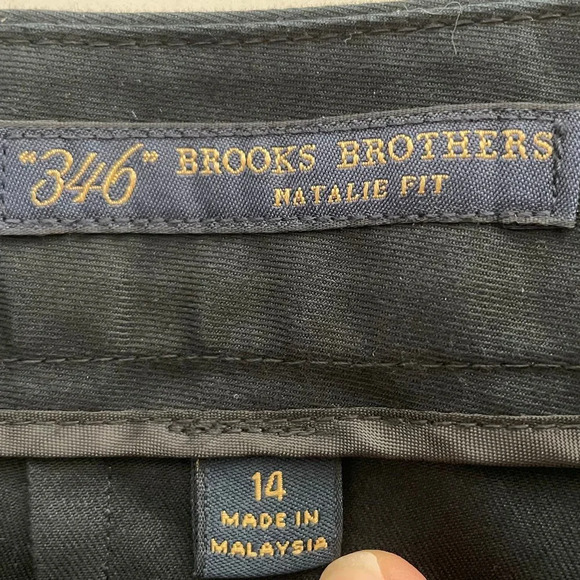 "346" BROOKS BROTHERS
NATALIE FIT
14
MADE IN
MALAYSIA